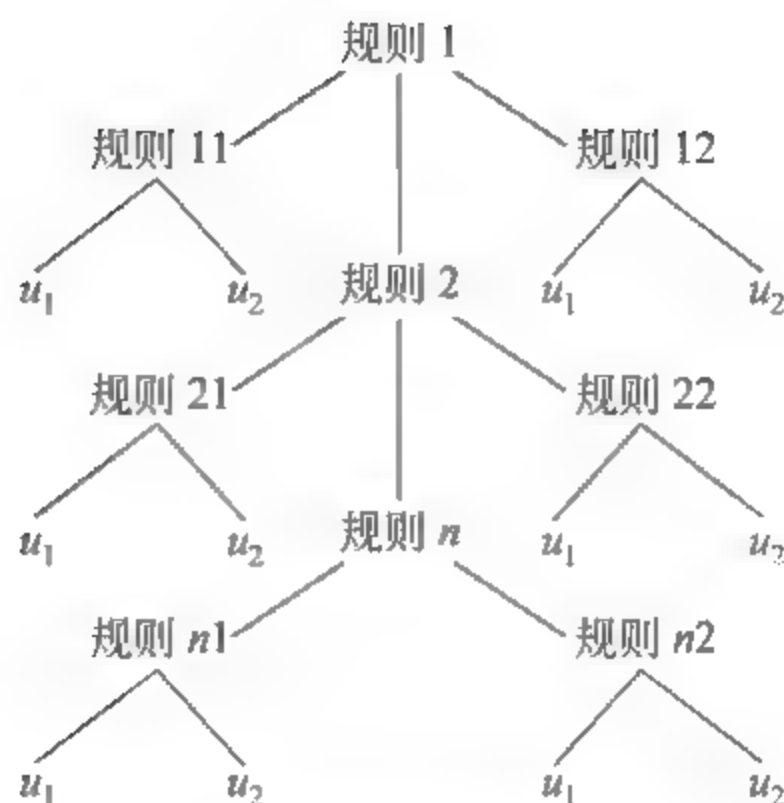 规则 1
规则 11 规则 12
u₁ u₂ 规则 2 u₁ u₂
规则 21 规则 22
u₁ u₂ 规则 n u₁ u₂
规则 n1 规则 n2
u₁ u₂ u₁ u₂